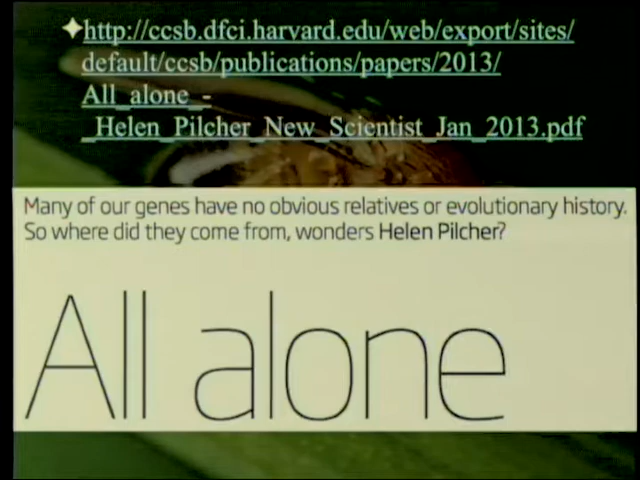 ✦http://ccsb.dfci.harvard.edu/web/export/sites/
default/ccsb/publications/papers/2013/
All_alone_-
_Helen_Pilcher_New_Scientist_Jan_2013.pdf
Many of our genes have no obvious relatives or evolutionary history.
So where did they come from, wonders Helen Pilcher?
All alone